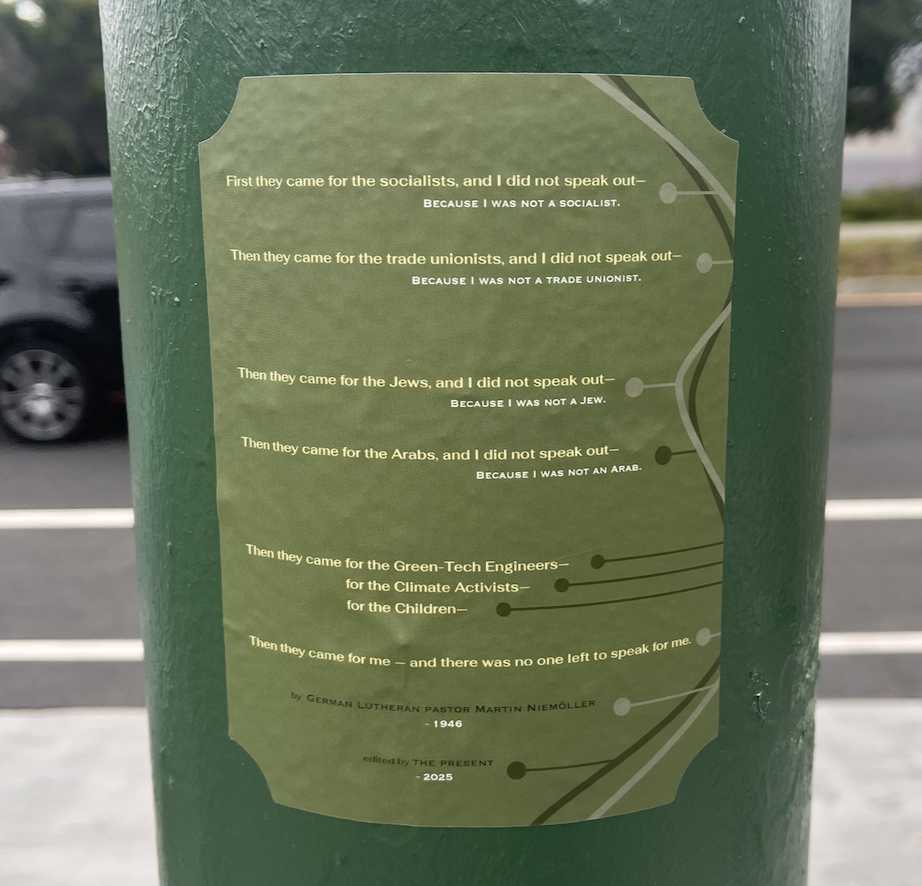 First they came for the socialists, and I did not speak out—
BECAUSE I WAS NOT A SOCIALIST.
Then they came for the trade unionists, and I did not speak out—
BECAUSE I WAS NOT A TRADE UNIONIST.
Then they came for the Jews, and I did not speak out—
BECAUSE I WAS NOT A JEW.
Then they came for the Arabs, and I did not speak out—
BECAUSE I WAS NOT AN ARAB.
Then they came for the Green-Tech Engineers—
for the Climate Activists—
for the Children—
Then they came for me — and there was no one left to speak for me.
by GERMAN LUTHERAN PASTOR MARTIN NIEMÖLLER
- 1946
edited by THE PRESENT
- 2025